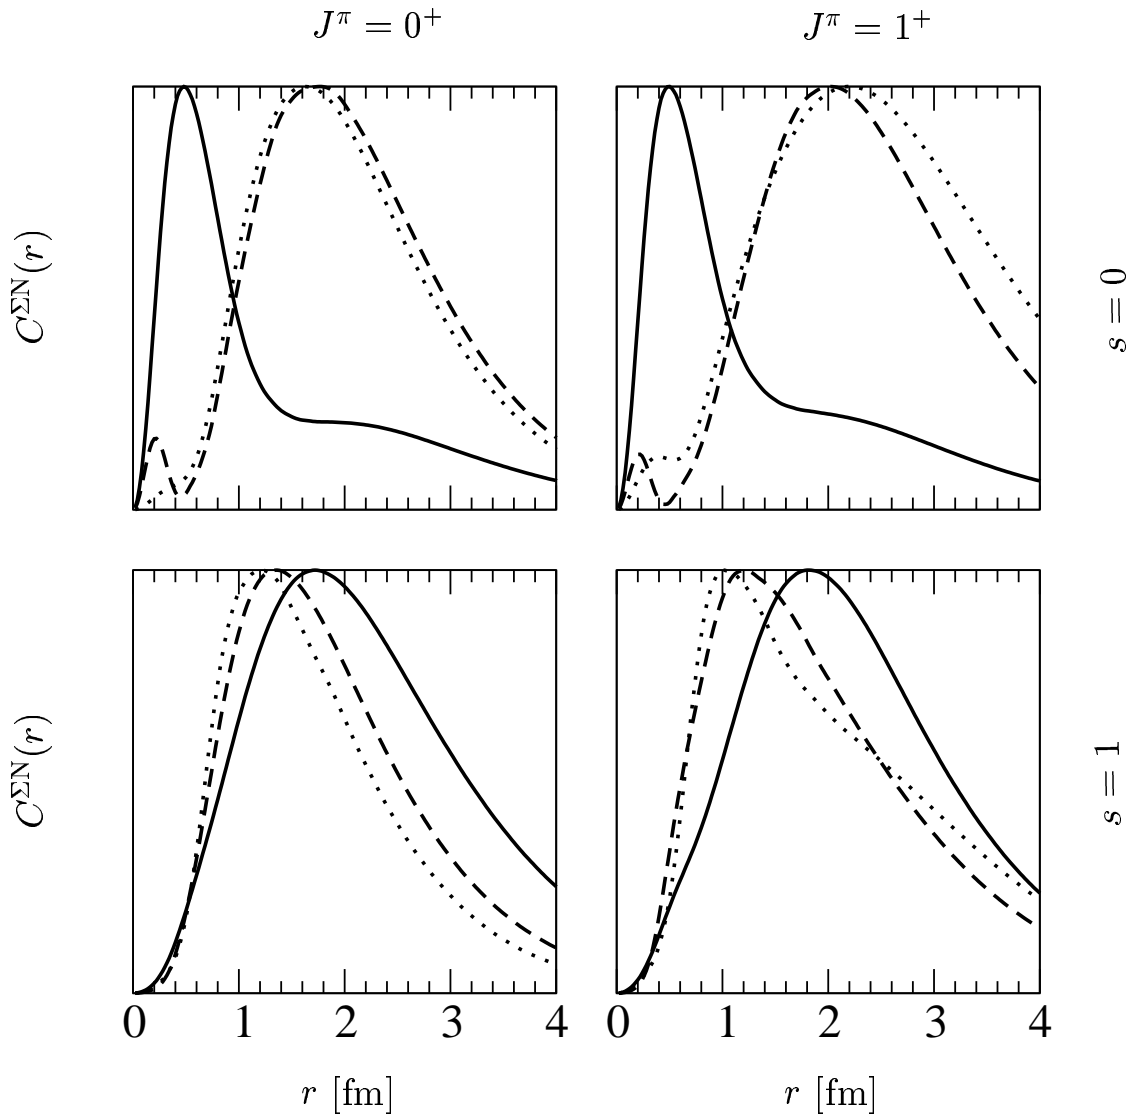 J^π = 0^+
J^π = 1^+
C^ΣN(r)
s = 0
C^ΣN(r)
s = 1
0 1 2 3 4
0 1 2 3 4
r [fm]
r [fm]